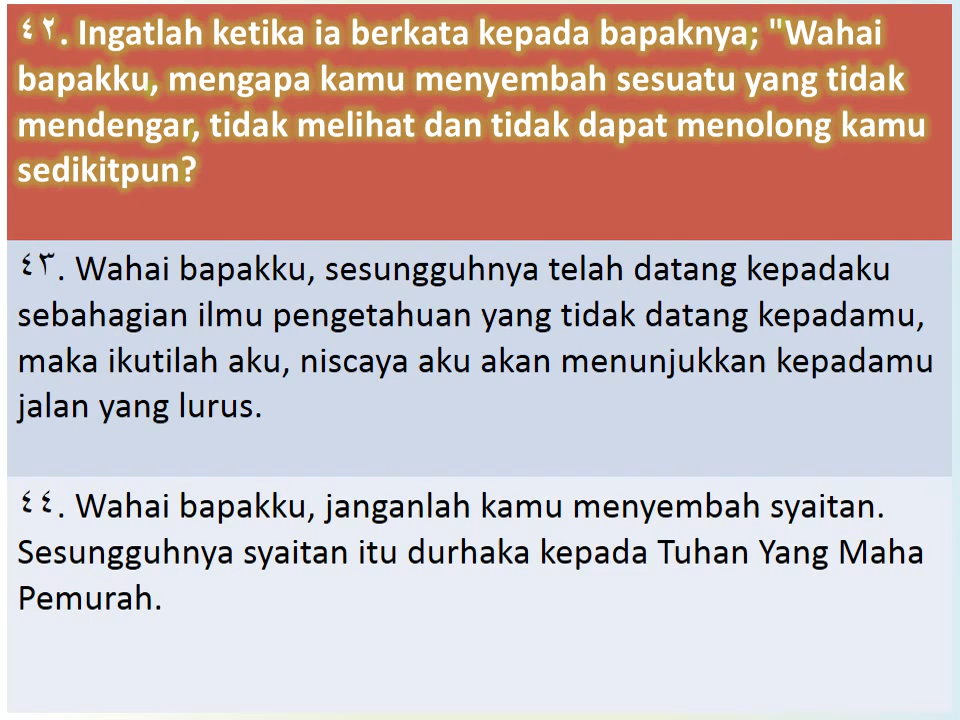 ٤٢. Ingatlah ketika ia berkata kepada bapaknya; "Wahai
bapakku, mengapa kamu menyembah sesuatu yang tidak
mendengar, tidak melihat dan tidak dapat menolong kamu
sedikitpun?
٤٣. Wahai bapakku, sesungguhnya telah datang kepadaku
sebahagian ilmu pengetahuan yang tidak datang kepadamu,
maka ikutilah aku, niscaya aku akan menunjukkan kepadamu
jalan yang lurus.
٤٤. Wahai bapakku, janganlah kamu menyembah syaitan.
Sesungguhnya syaitan itu durhaka kepada Tuhan Yang Maha
Pemurah.